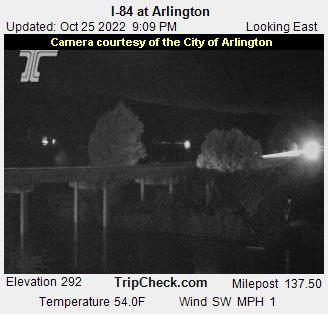 I-84 at Arlington
Updated: Oct 25 2022 9:09 PM Looking East
Camera courtesy of the City of Arlington
Elevation 292 TripCheck.com Milepost 137.50
Temperature 54.0F Wind SW MPH 1